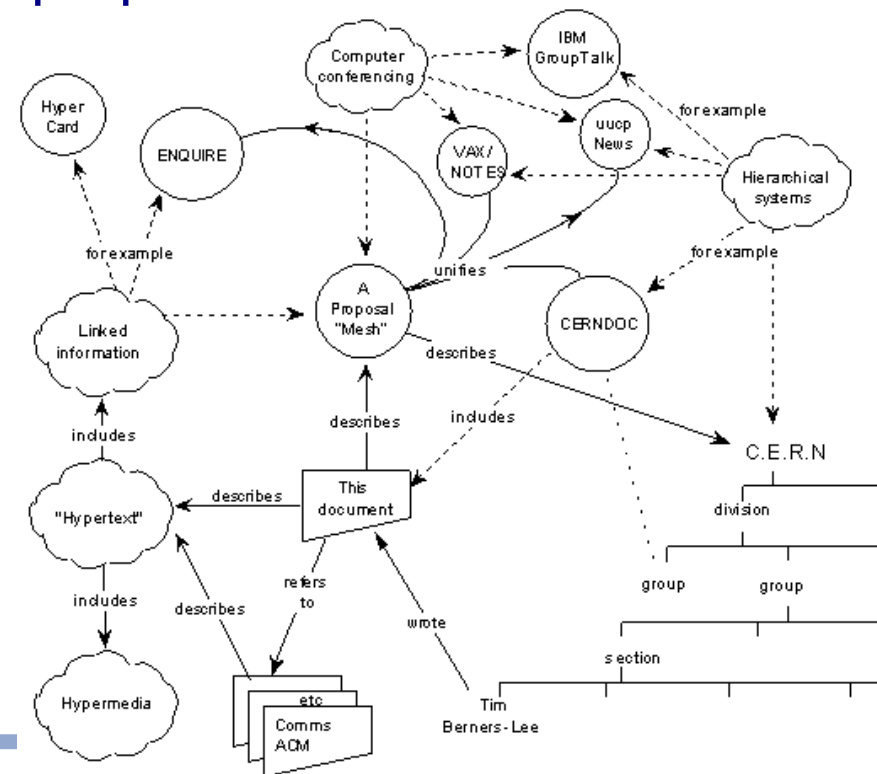 IBM
GroupTalk
Computer
conferencing
Hyper
Card
for example
uucp
News
ENQUIRE
VAX/
NOTES
Hierarchical
systems
for example
unifies
for example
A
Proposal
"Mesh"
CERNDOC
Linked
information
describes
includes
describes
includes
C.E.R.N
This
document
describes
division
"Hypertext"
refers
to
group
group
includes
describes
wrote
section
Hypermedia
etc
Tim
Berners-Lee
Comms
ACM